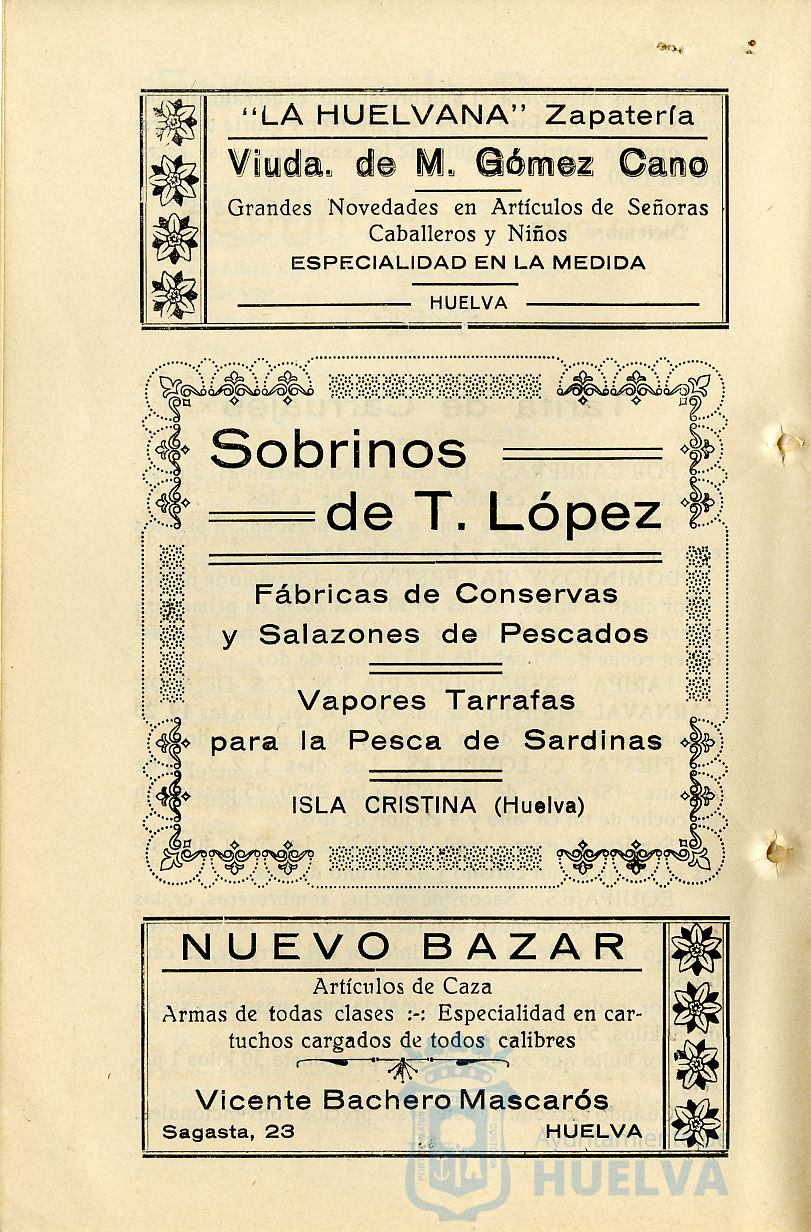 "LA HUELVANA" Zapatería
Viuda. de M. Gómez Cano
Grandes Novedades en Artículos de Señoras
Caballeros y Niños
ESPECIALIDAD EN LA MEDIDA
HUELVA
Sobrinos
de T. López
Fábricas de Conservas
y Salazones de Pescados
Vapores Tarrafas
para la Pesca de Sardinas
ISLA CRISTINA (Huelva)
NUEVO BAZAR
Artículos de Caza
Armas de todas clases :-: Especialidad en car-
tuchos cargados de todos calibres
Vicente Bachero Mascarós
Sagasta, 23 HUELVA
Ayuntamiento de
HUELVA